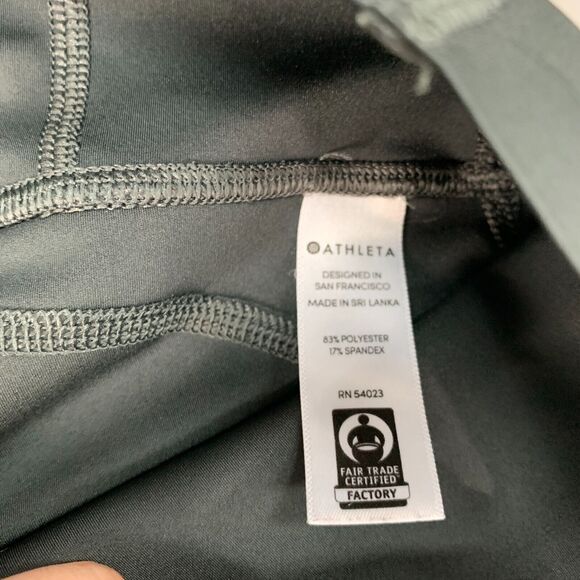 ATHLETA
DESIGNED IN
SAN FRANCISCO
MADE IN SRI LANKA
83% POLYESTER
17% SPANDEX
RN 54023
FAIR TRADE
CERTIFIED
FACTORY